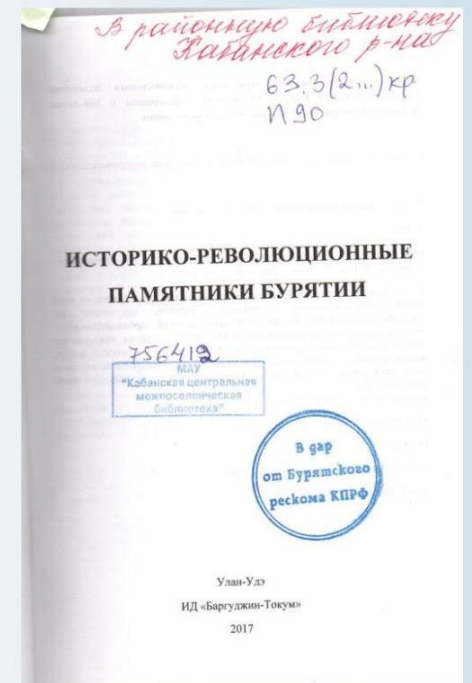 В районную библиотеку
Кабанского р-на
63.3(2...)кр
П90
ИСТОРИКО-РЕВОЛЮЦИОННЫЕ
ПАМЯТНИКИ БУРЯТИИ
756412
МАУ
"Кабанская центральная
межпоселенческая
библиотека"
В дар
от Бурятского
рескома КПРФ
Улан-Удэ
ИД «Баргуджин-Токум»
2017